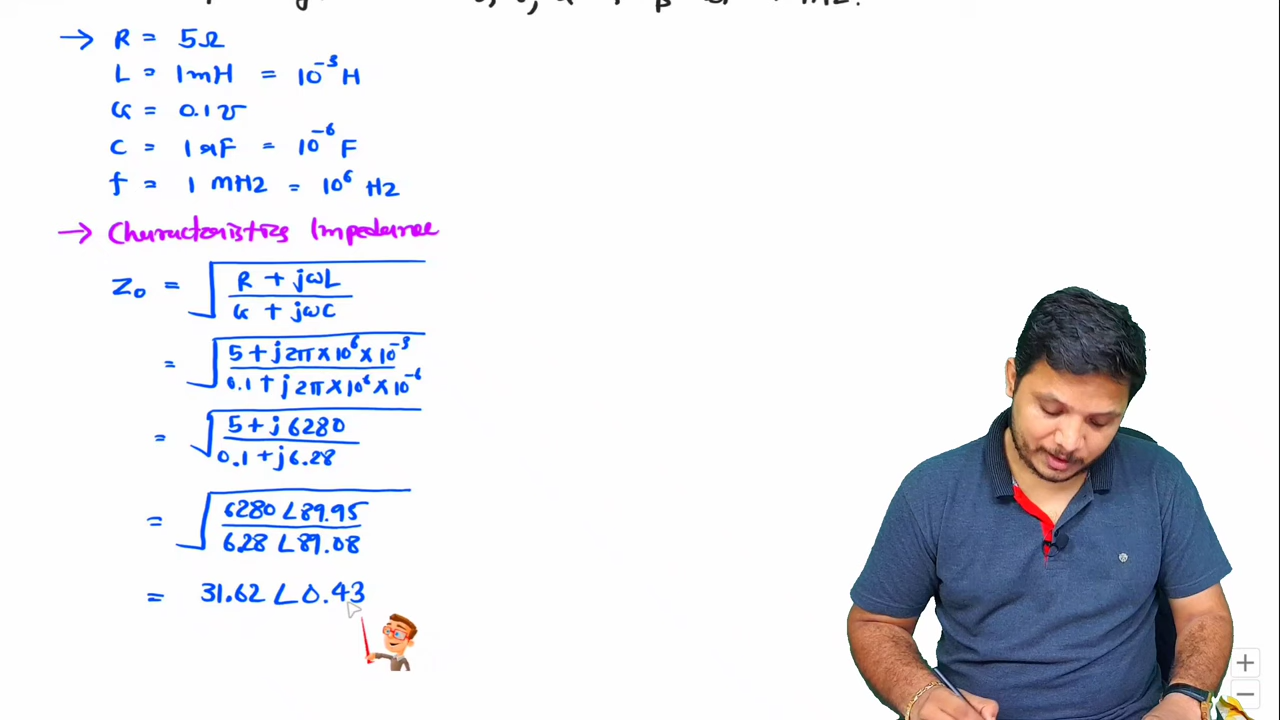 → R = 5Ω
L = 1mH = 10⁻³ H
G = 0.1℧
C = 1μF = 10⁻⁶ F
f = 1 MHz = 10⁶ Hz
→ Characteristics Impedance
Z₀ = √((R + jωL)/(G + jωC))
= √((5 + j2π×10⁶×10⁻³)/(0.1 + j2π×10⁶×10⁻⁶))
= √((5 + j6280)/(0.1 + j6.28))
= √((6280 ∠89.95)/(6.28 ∠89.08))
= 31.62 ∠0.43